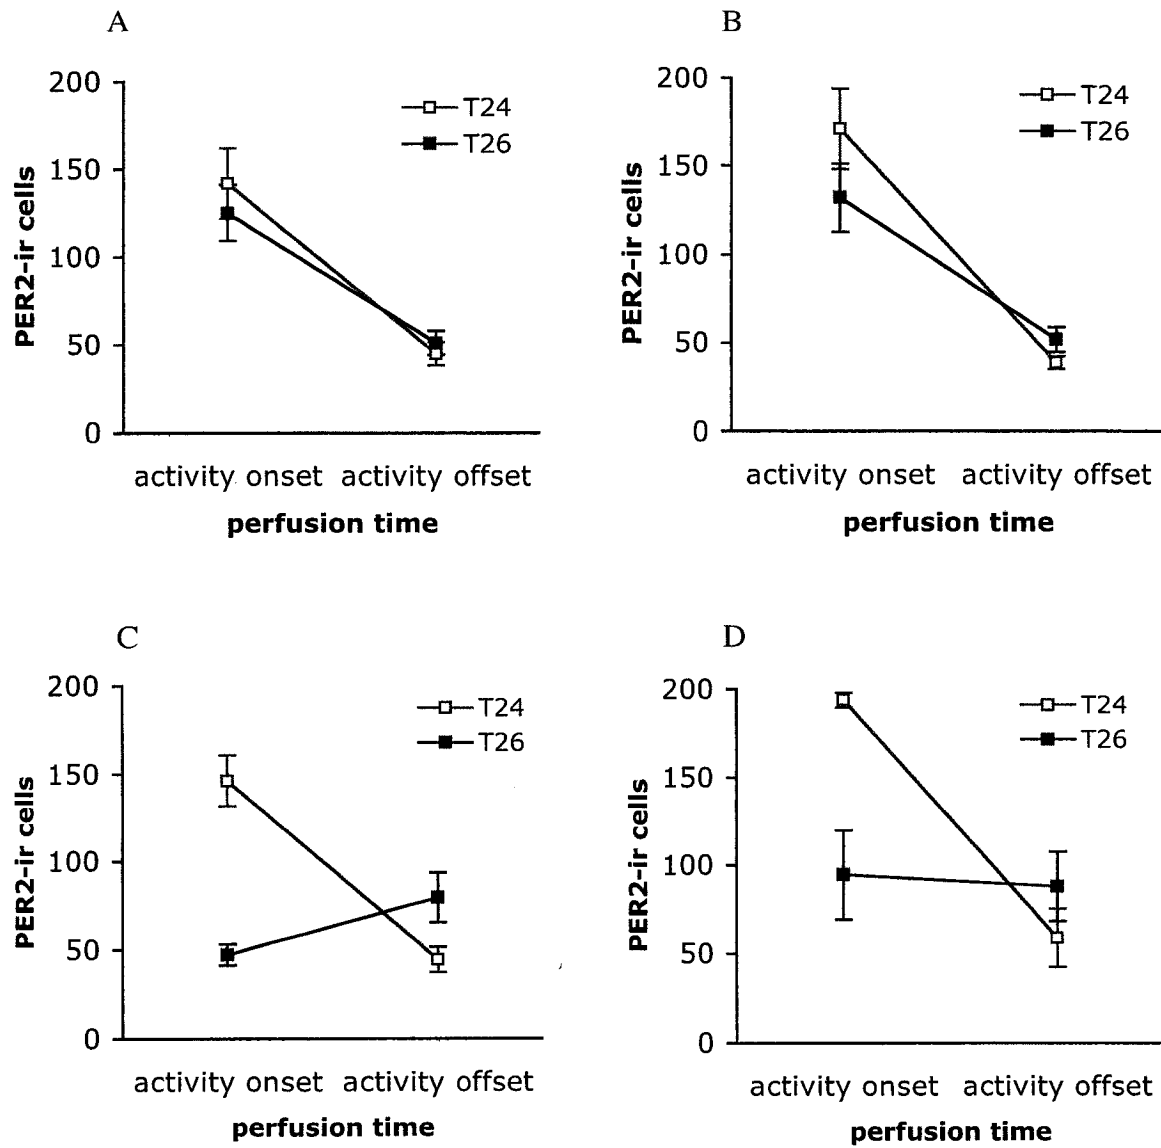 A
200
150
100
50
0
PER2-ir cells
T24
T26
activity onset activity offset
perfusion time
B
200
150
100
50
0
PER2-ir cells
T24
T26
activity onset activity offset
perfusion time
C
200
150
100
50
0
PER2-ir cells
T24
T26
activity onset activity offset
perfusion time
D
200
150
100
50
0
PER2-ir cells
T24
T26
activity onset activity offset
perfusion time